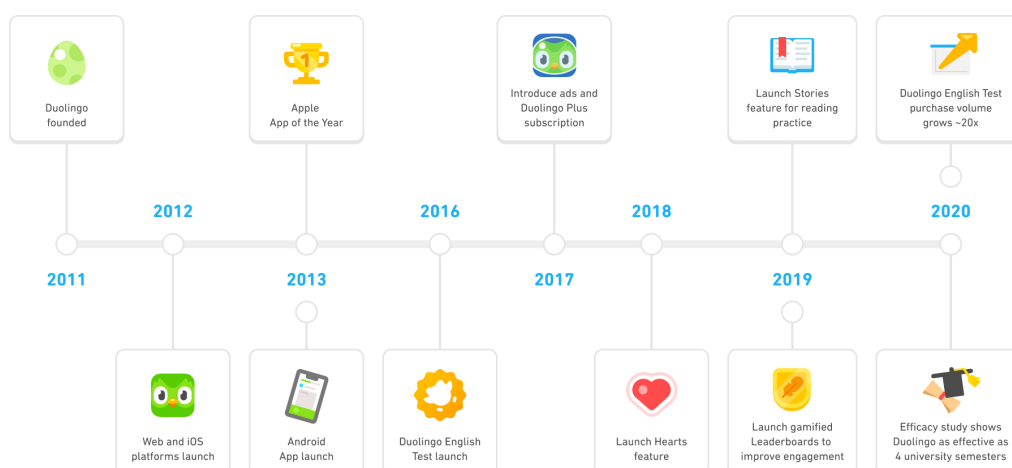 Duolingo
founded
1
Apple
App of the Year
Introduce ads and
Duolingo Plus
subscription
Launch Stories
feature for reading
practice
Duolingo English Test
purchase volume
grows ~20x
2012
2016
2018
2020
2011
2013
2017
2019
Web and iOS
platforms launch
Android
App launch
Duolingo English
Test launch
Launch Hearts
feature
Launch gamified
Leaderboards to
improve engagement
Efficacy study shows
Duolingo as effective as
4 university semesters